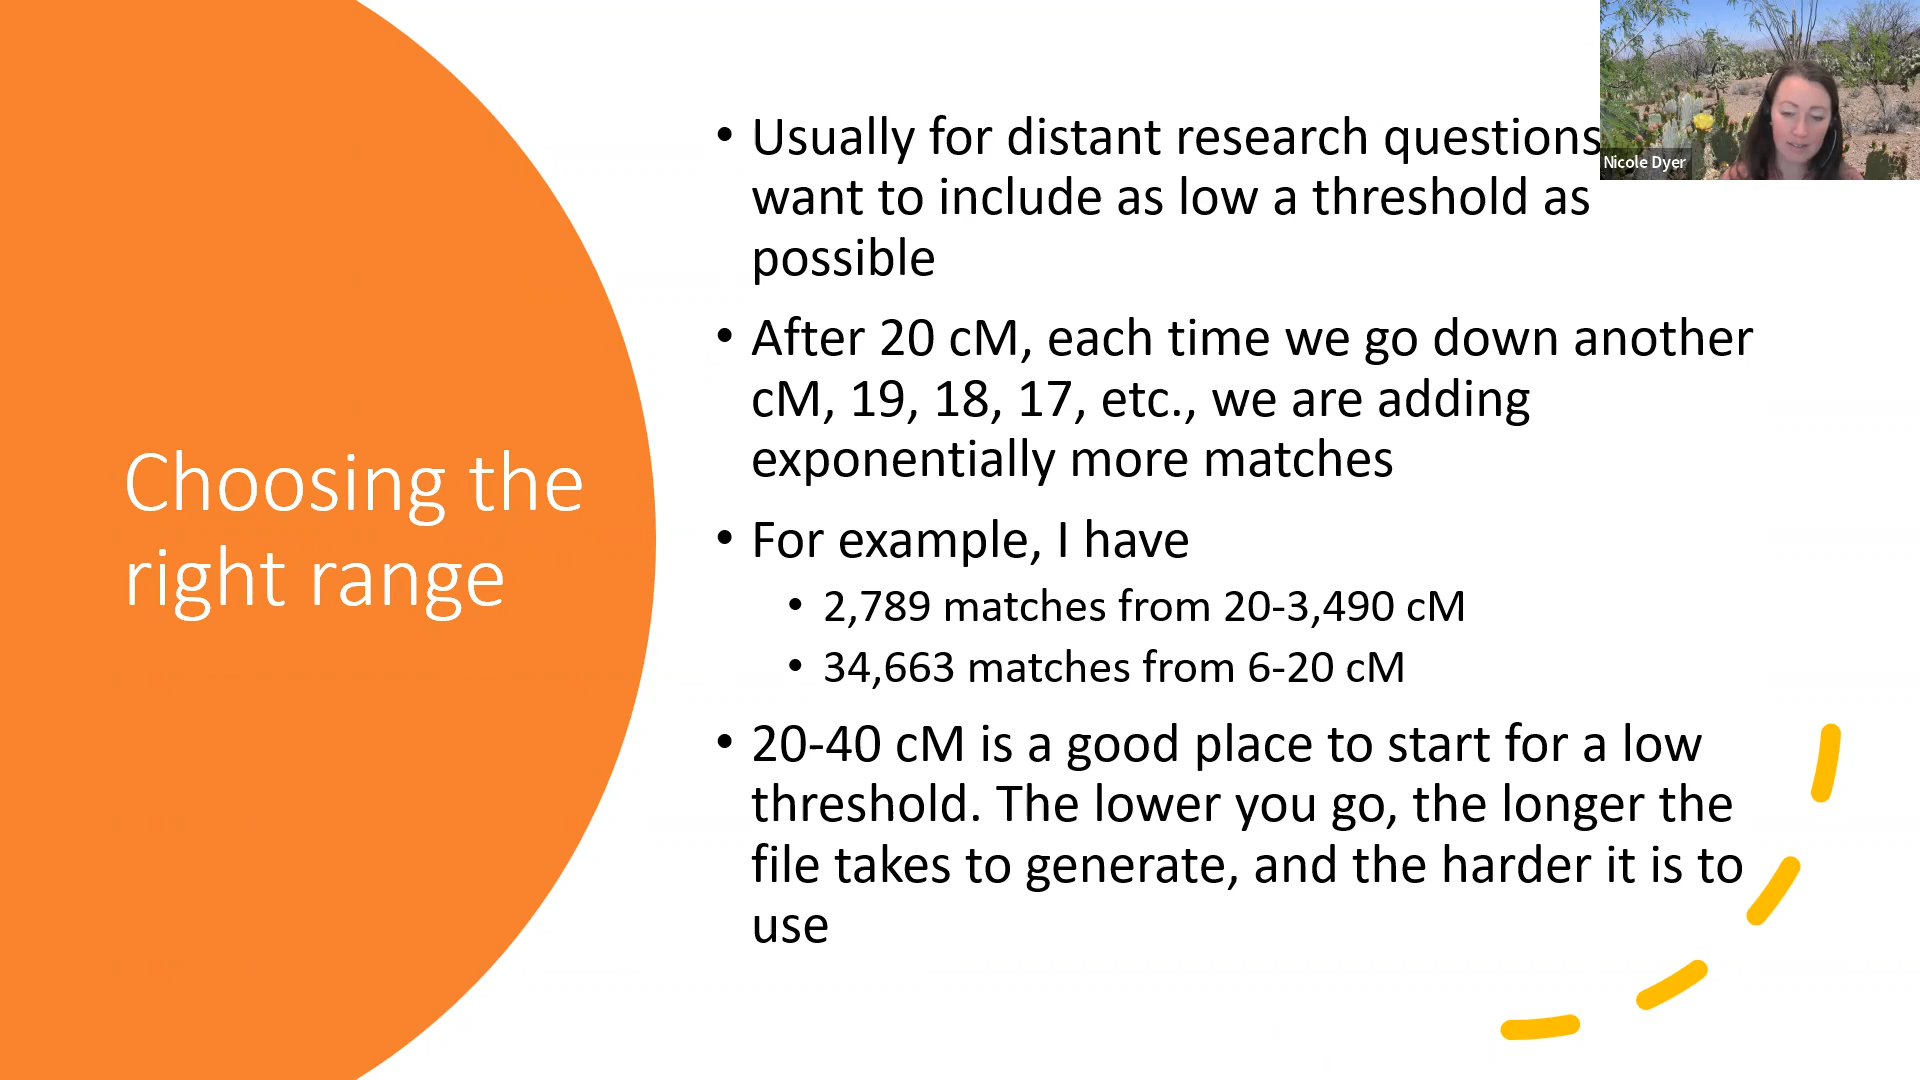 Choosing the
right range
• Usually for distant research questions
want to include as low a threshold as
possible
• After 20 cM, each time we go down another
cM, 19, 18, 17, etc., we are adding
exponentially more matches
• For example, I have
• 2,789 matches from 20-3,490 cM
• 34,663 matches from 6-20 cM
• 20-40 cM is a good place to start for a low
threshold. The lower you go, the longer the
file takes to generate, and the harder it is to
use
Nicole Dyer